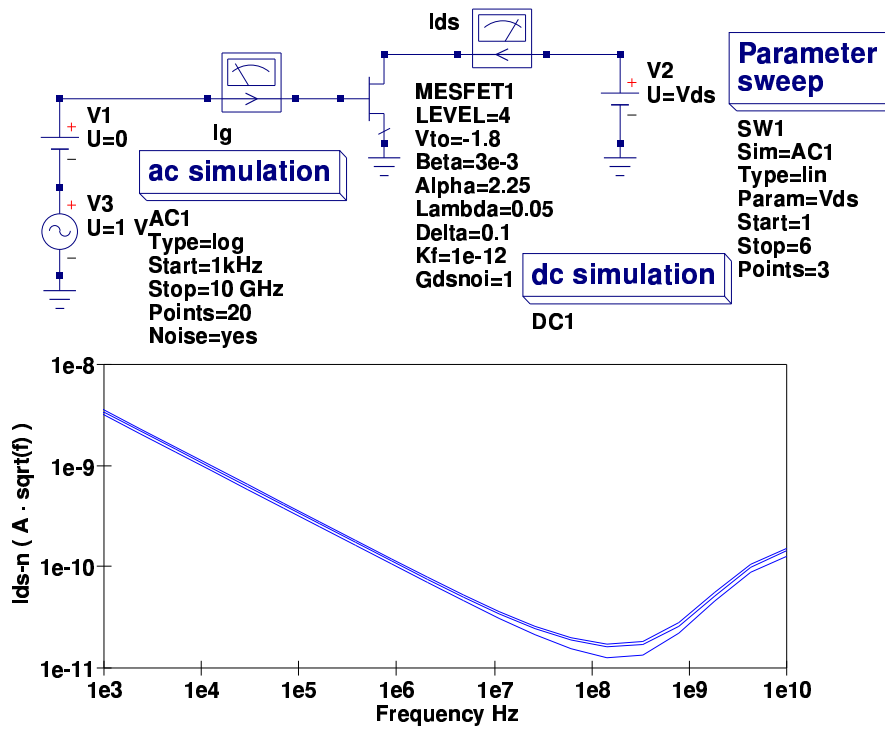 Ids
Ig
V1
U=0
V3
U=1 V
ac simulation
AC1
Type=log
Start=1kHz
Stop=10 GHz
Points=20
Noise=yes
MESFET1
LEVEL=4
Vto=-1.8
Beta=3e-3
Alpha=2.25
Lambda=0.05
Delta=0.1
Kf=1e-12
Gdsnoi=1
V2
U=Vds
dc simulation
DC1
Parameter
sweep
SW1
Sim=AC1
Type=lin
Param=Vds
Start=1
Stop=6
Points=3
Ids-n ( A · sqrt(f) )
1e-8
1e-9
1e-10
1e-11
1e3 1e4 1e5 1e6 1e7 1e8 1e9 1e10
Frequency Hz